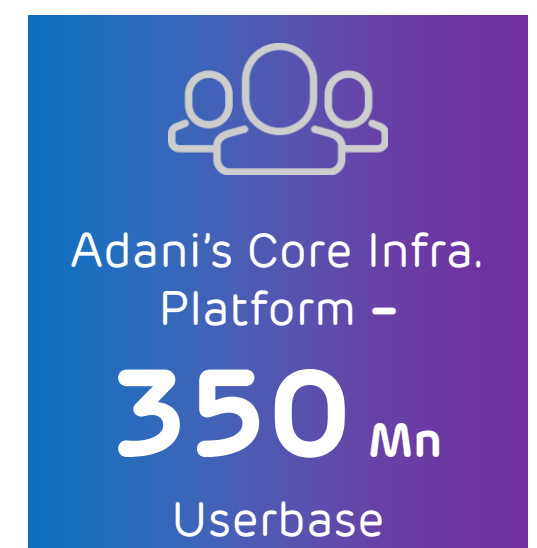 Adani's Core Infra.
Platform –
350 Mn
Userbase